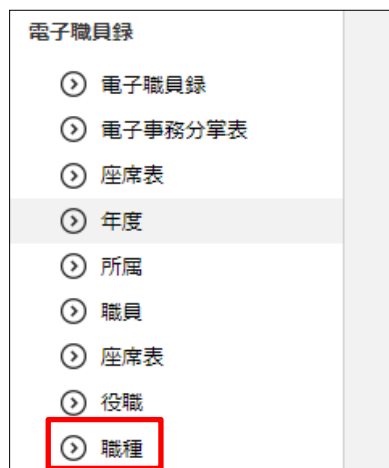 電子職員録
電子職員録
電子事務分掌表
座席表
年度
所属
職員
座席表
役職
職種